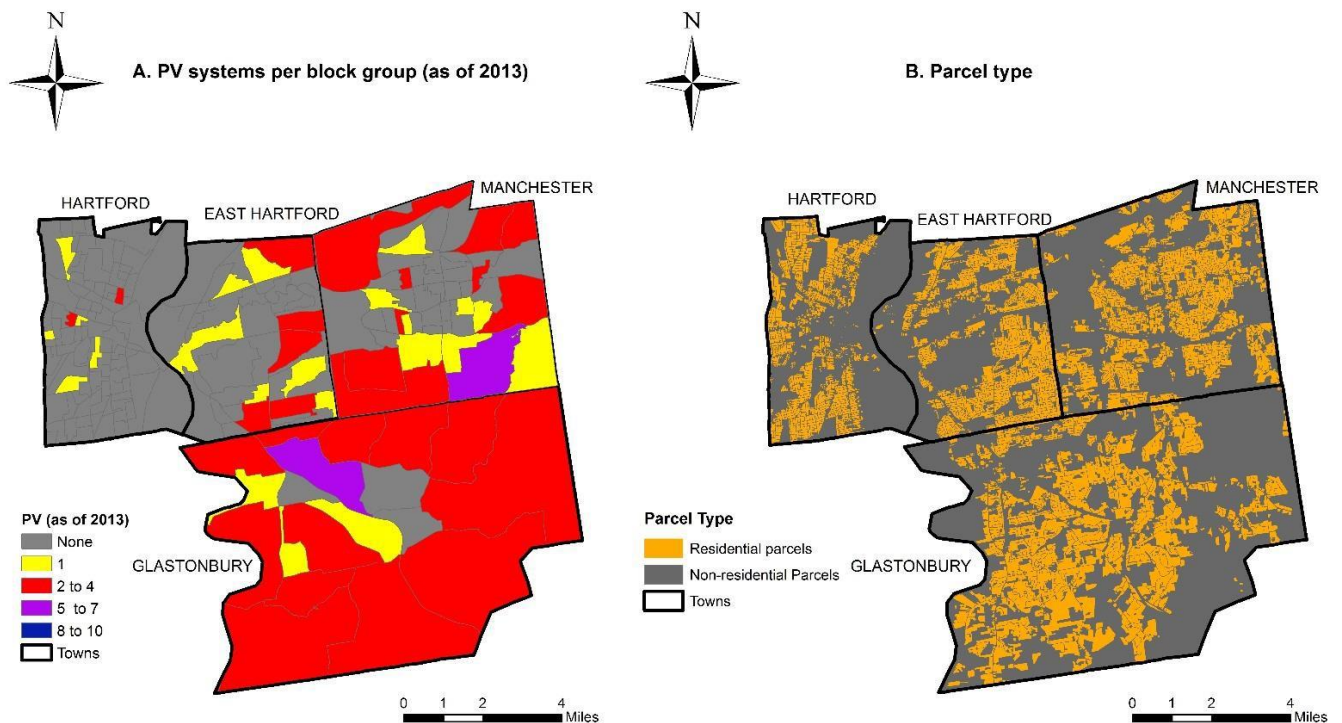 N
A. PV systems per block group (as of 2013)
HARTFORD
EAST HARTFORD
MANCHESTER
GLASTONBURY
PV (as of 2013)
None
1
2 to 4
5 to 7
8 to 10
Towns
0 1 2 4
Miles
N
B. Parcel type
HARTFORD
EAST HARTFORD
MANCHESTER
GLASTONBURY
Parcel Type
Residential parcels
Non-residential Parcels
Towns
0 1 2 4
Miles